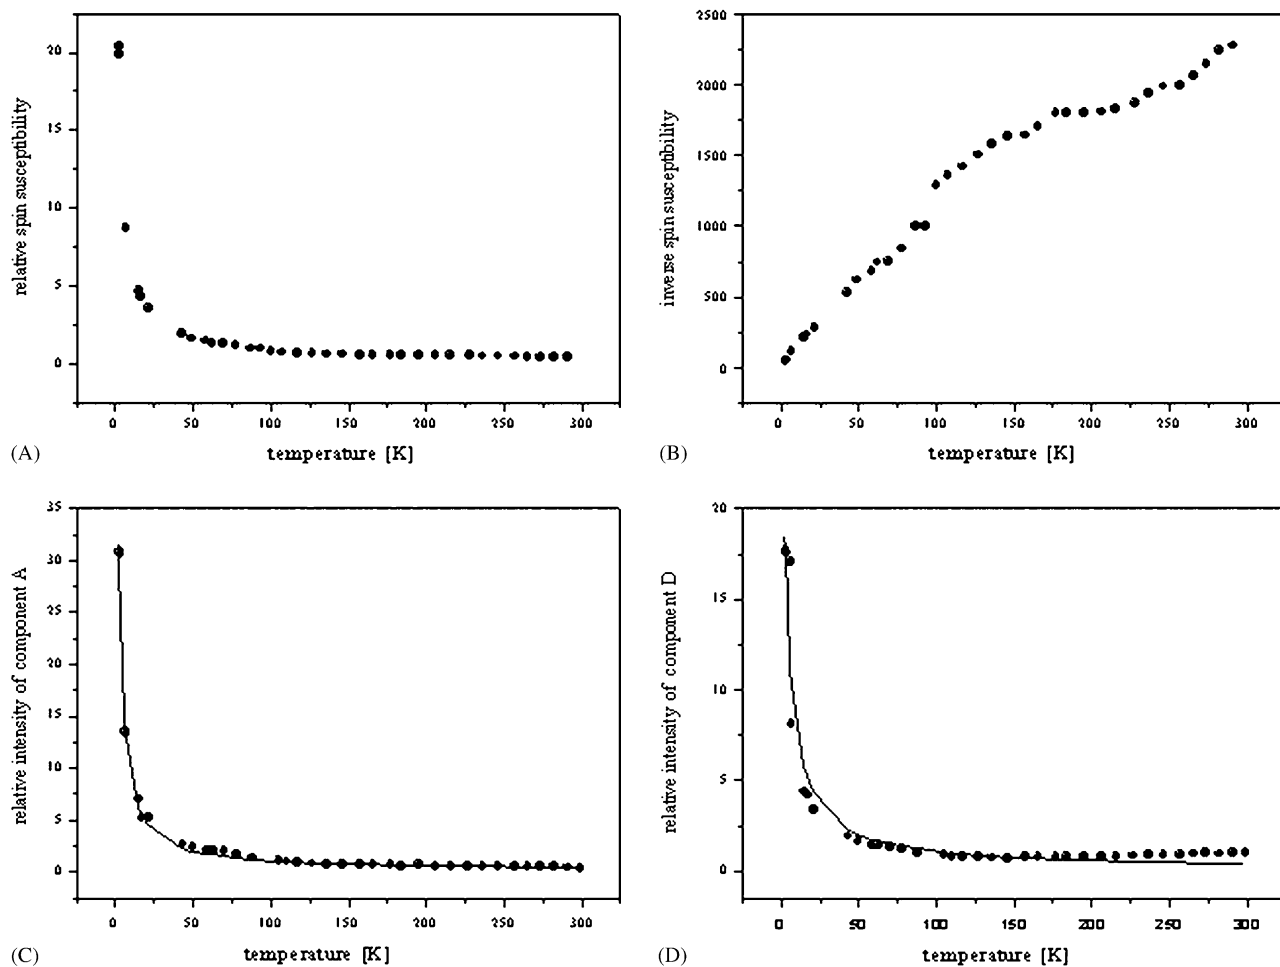 relative spin susceptibility
20
15
10
5
0
0 50 100 150 200 250 300
temperature [K]
(A)
inverse spin susceptibility
2500
2000
1500
1000
500
0
0 50 100 150 200 250 300
temperature [K]
(B)
relative intensity of component A
35
30
25
20
15
10
5
0
0 50 100 150 200 250 300
temperature [K]
(C)
relative intensity of component D
20
15
10
5
0
0 50 100 150 200 250 300
temperature [K]
(D)